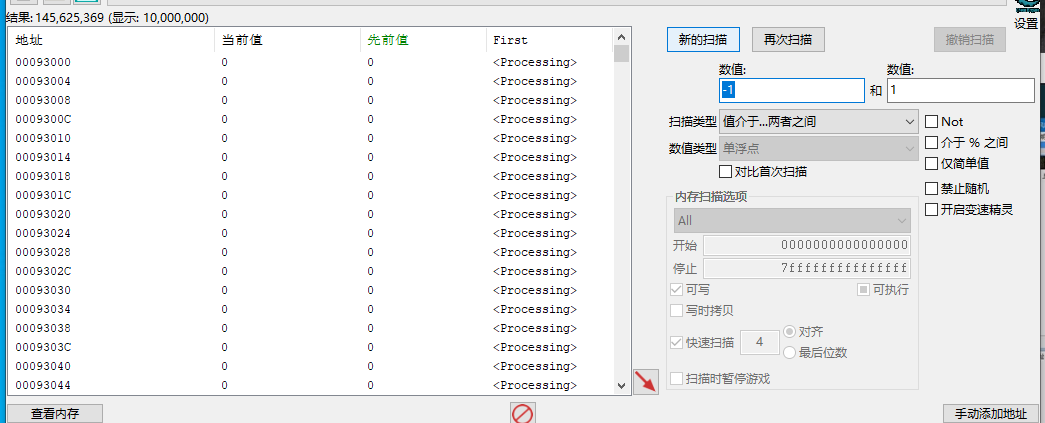 结果: 145,625,369 (显示: 10,000,000)
设置
地址 当前值 先前值 First
00093000 0 0 <Processing>
00093004 0 0 <Processing>
00093008 0 0 <Processing>
0009300C 0 0 <Processing>
00093010 0 0 <Processing>
00093014 0 0 <Processing>
00093018 0 0 <Processing>
0009301C 0 0 <Processing>
00093020 0 0 <Processing>
00093024 0 0 <Processing>
00093028 0 0 <Processing>
0009302C 0 0 <Processing>
00093030 0 0 <Processing>
00093034 0 0 <Processing>
00093038 0 0 <Processing>
0009303C 0 0 <Processing>
00093040 0 0 <Processing>
00093044 0 0 <Processing>
新的扫描 再次扫描 撤销扫描
数值: 数值:
-1 和 1
扫描类型 值介于...两者之间
数值类型 单浮点
对比首次扫描
Not
介于 % 之间
仅简单值
禁止随机
开启变速精灵
内存扫描选项
All
开始 0000000000000000
停止 7fffffffffffffff
可写 可执行
写时拷贝
快速扫描 4 对齐
最后位数
扫描时暂停游戏
查看内存 手动添加地址